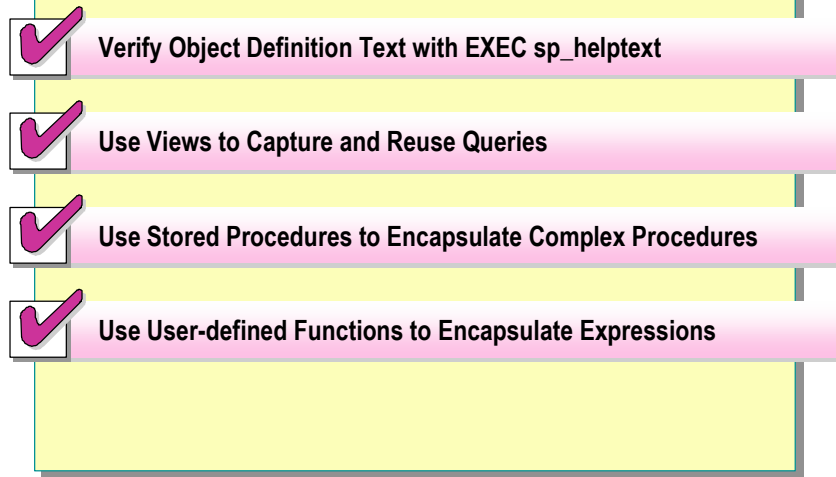 Verify Object Definition Text with EXEC sp_helptext
Use Views to Capture and Reuse Queries
Use Stored Procedures to Encapsulate Complex Procedures
Use User-defined Functions to Encapsulate Expressions